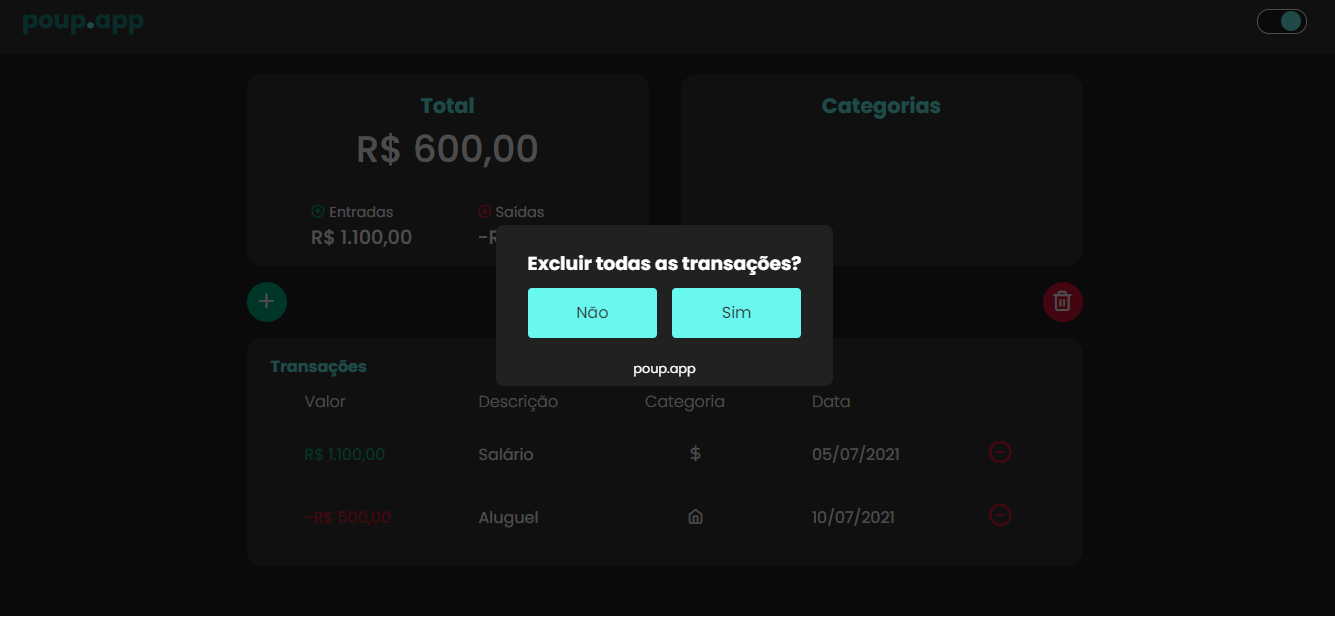 poup.app
Total
R$ 600,00
Entradas
R$ 1.100,00
Saídas
-R
Categorias
Excluir todas as transações?
Não
Sim
poup.app
Transações
Valor Descrição Categoria Data
R$ 1.100,00 Salário $ 05/07/2021
-R$ 500,00 Aluguel 10/07/2021